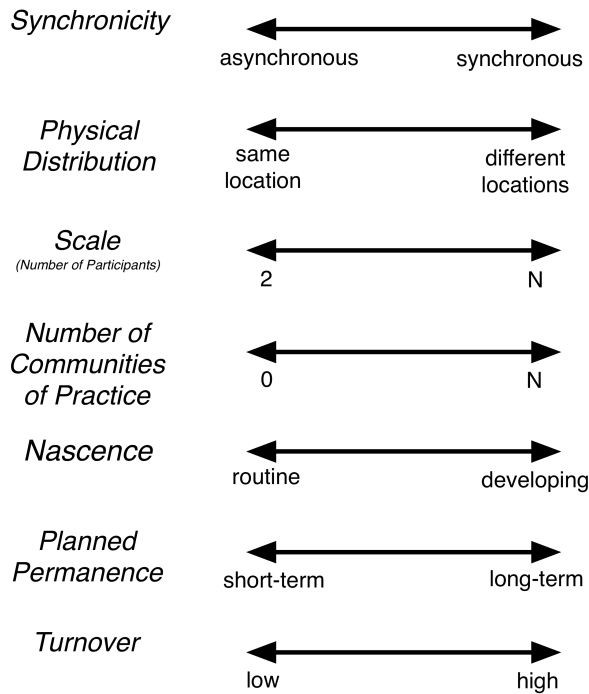 Synchronicity
asynchronous synchronous
Physical
Distribution
same different
location locations
Scale
(Number of Participants)
2 N
Number of
Communities
of Practice
0 N
Nascence
routine developing
Planned
Permanence
short-term long-term
Turnover
low high